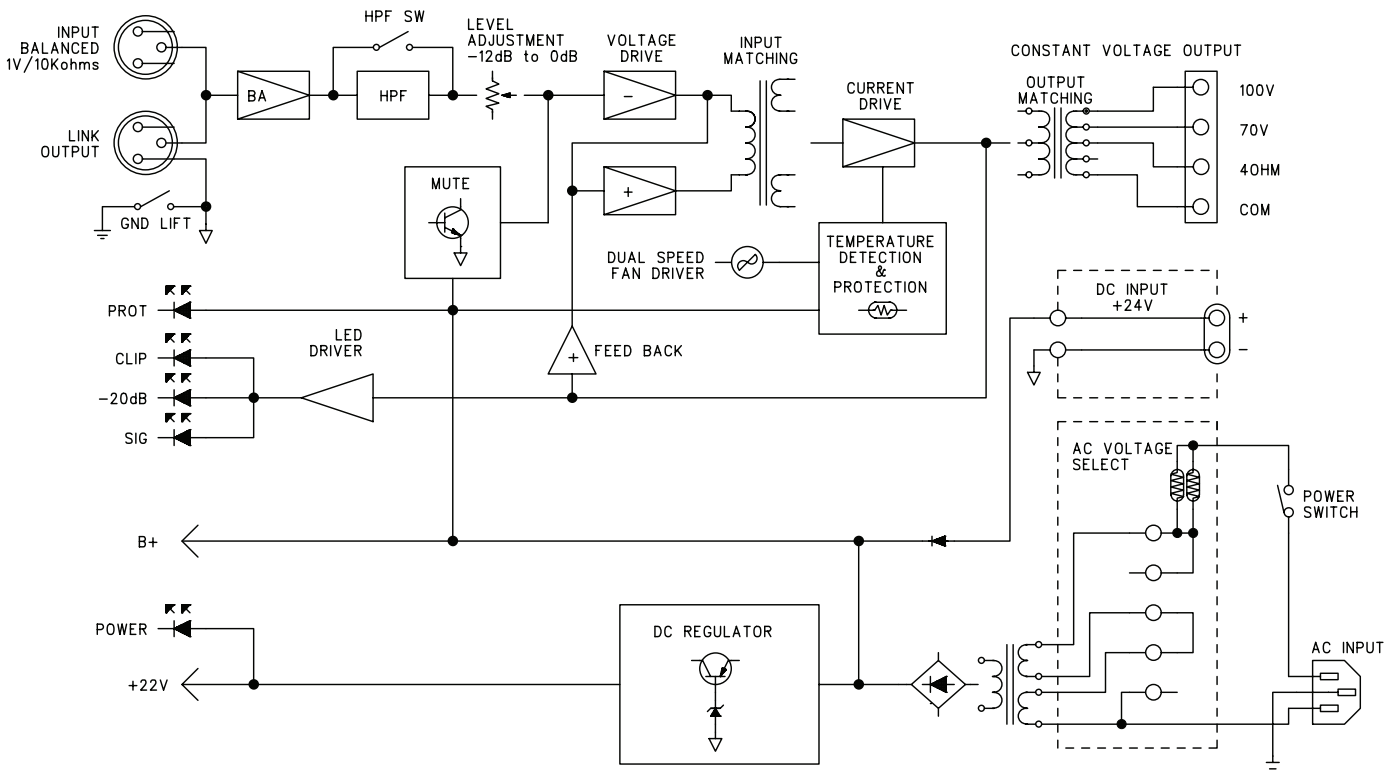 INPUT
BALANCED
1V/10Kohms
LINK
OUTPUT
GND LIFT
BA
HPF SW
HPF
LEVEL
ADJUSTMENT
-12dB to 0dB
VOLTAGE
DRIVE
-
+
INPUT
MATCHING
CURRENT
DRIVE
CONSTANT VOLTAGE OUTPUT
OUTPUT
MATCHING
100V
70V
4OHM
COM
MUTE
DUAL SPEED
FAN DRIVER
TEMPERATURE
DETECTION
&
PROTECTION
PROT
CLIP
-20dB
SIG
LED
DRIVER
+
FEED BACK
DC INPUT
+24V
+
-
AC VOLTAGE
SELECT
POWER
SWITCH
B+
POWER
+22V
DC REGULATOR
AC INPUT